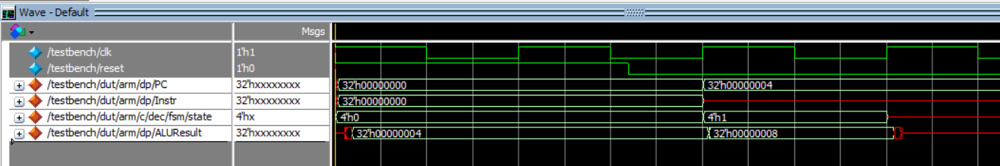 Wave - Default
Msgs
/testbench/clk 1'h1
/testbench/reset 1'h0
/testbench/dut/arm/dp/PC 32'hxxxxxxxx 32'h00000000 32'h00000004
/testbench/dut/arm/dp/Instr 32'hxxxxxxxx 32'h00000000
/testbench/dut/arm/c/dec/fsm/state 4'hx 4'h0 4'h1
/testbench/dut/arm/dp/ALUResult 32'hxxxxxxxx 32'h00000004 32'h00000008